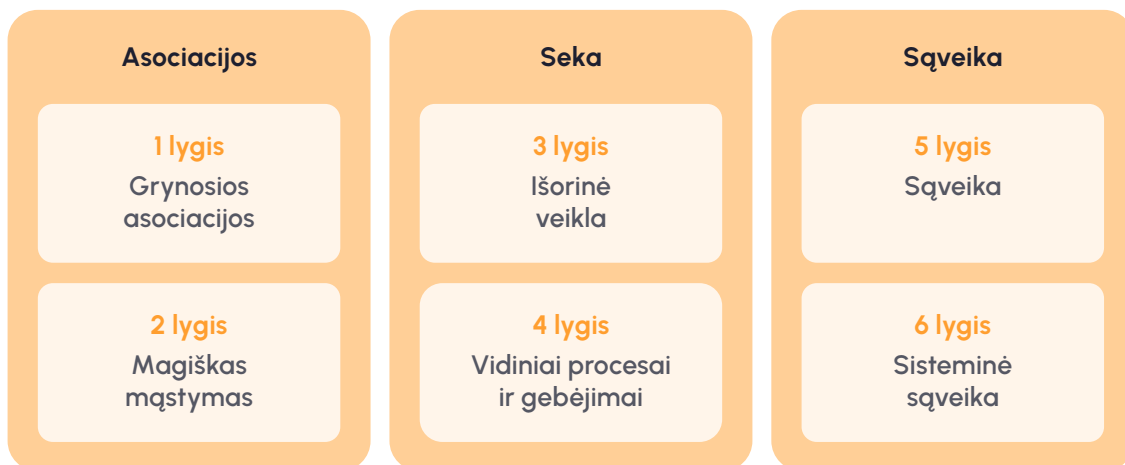 Asociacijos
1 lygis
Grynosios
asociacijos
2 lygis
Magiškas
mąstymas
Seka
3 lygis
Išorinė
veikla
4 lygis
Vidiniai procesai
ir gebėjimai
Sąveika
5 lygis
Sąveika
6 lygis
Sisteminė
sąveika